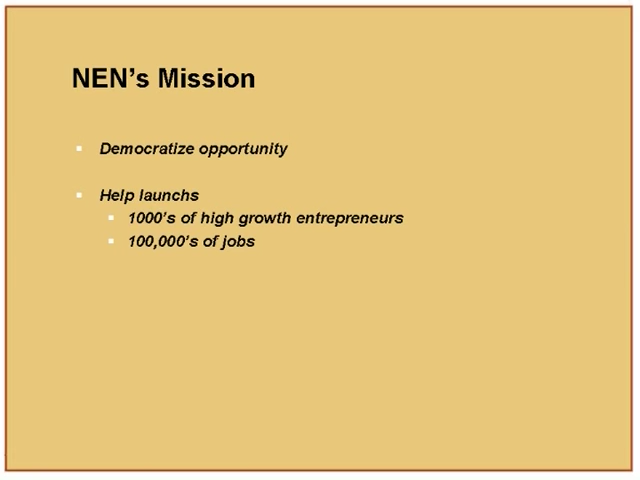 NEN's Mission
Democratize opportunity
Help launchs
1000's of high growth entrepreneurs
100,000's of jobs